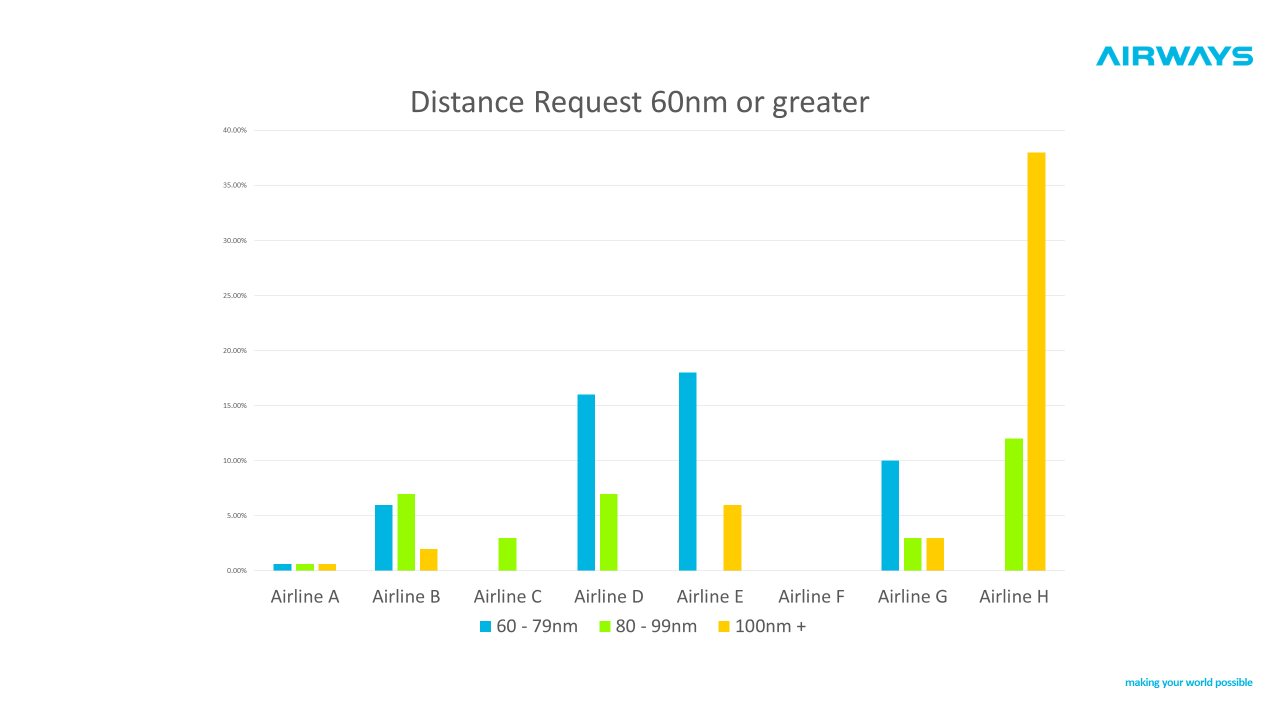 AIRWAYS
Distance Request 60nm or greater
40.00%
35.00%
30.00%
25.00%
20.00%
15.00%
10.00%
5.00%
0.00%
Airline A Airline B Airline C Airline D Airline E Airline F Airline G Airline H
60 - 79nm 80 - 99nm 100nm +
making your world possible